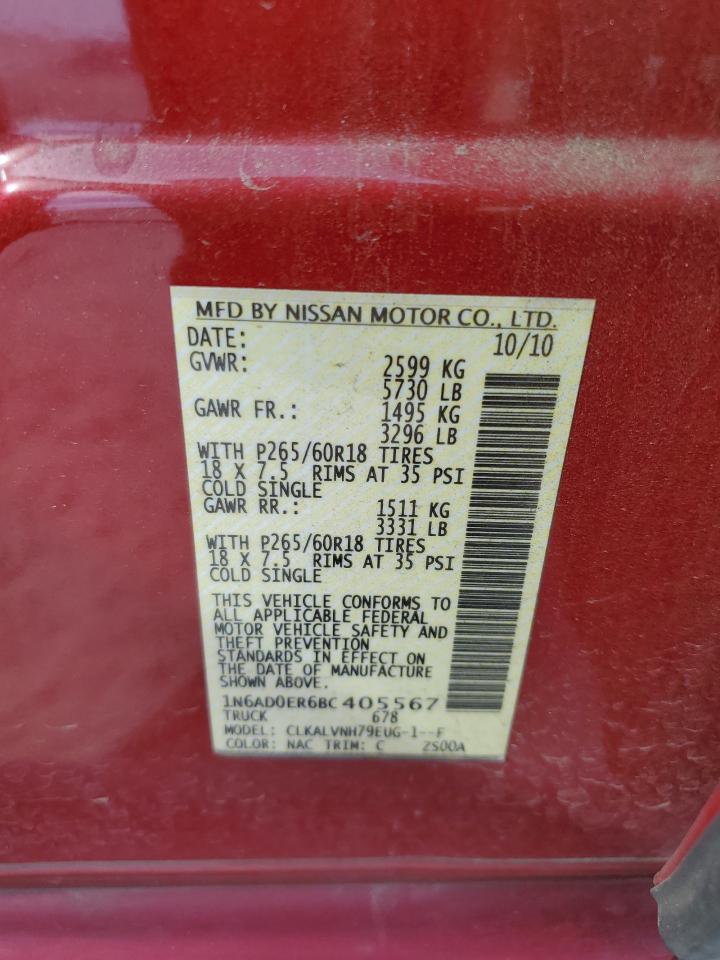 MFD BY NISSAN MOTOR CO., LTD.
DATE: 10/10
GVWR: 2599 KG
5730 LB
GAWR FR.: 1495 KG
3296 LB
WITH P265/60R18 TIRES
18 X 7.5 RIMS AT 35 PSI
COLD SINGLE
GAWR RR.: 1511 KG
3331 LB
WITH P265/60R18 TIRES
18 X 7.5 RIMS AT 35 PSI
COLD SINGLE
THIS VEHICLE CONFORMS TO
ALL APPLICABLE FEDERAL
MOTOR VEHICLE SAFETY AND
THEFT PREVENTION
STANDARDS IN EFFECT ON
THE DATE OF MANUFACTURE
SHOWN ABOVE.
1N6AD0ER6BC405567
TRUCK 678
MODEL: CLKALVNH79EUG-1--F
COLOR: NAC TRIM: C 2S00A